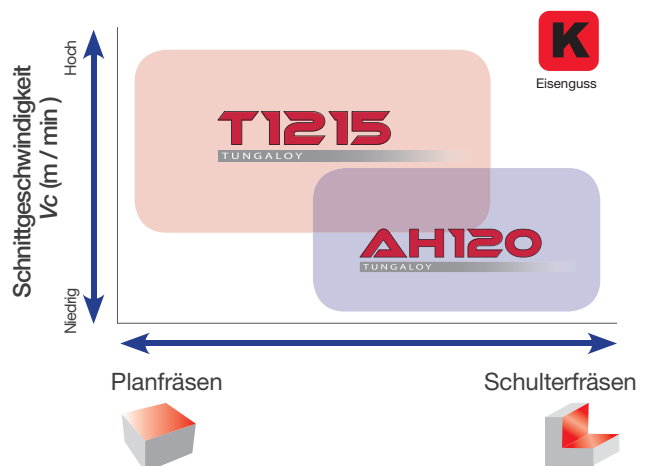 Schnittgeschwindigkeit
Vc (m / min )
Hoch
Niedrig
K
Eisenguss
T1215
TUNGALOY
AH120
TUNGALOY
Planfräsen
Schulterfräsen